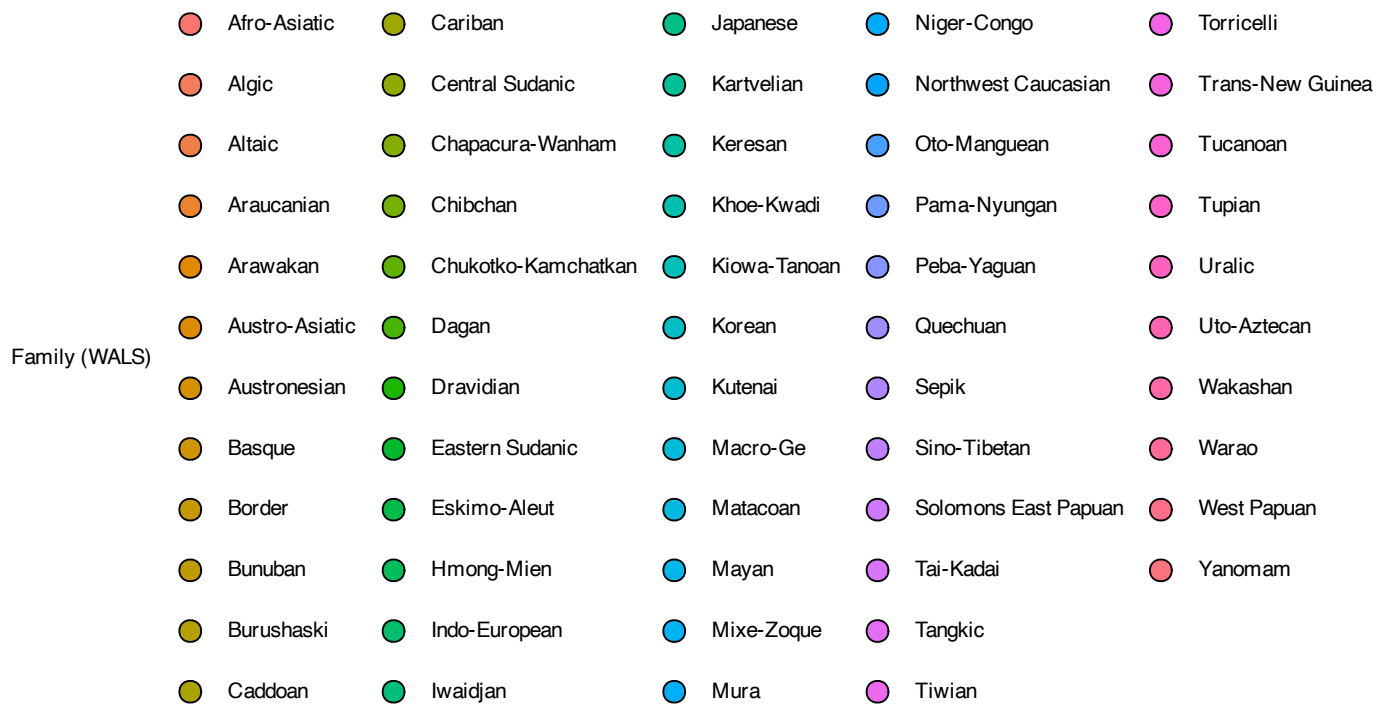 Family (WALS)
Afro-Asiatic
Algic
Altaic
Araucanian
Arawakan
Austro-Asiatic
Austronesian
Basque
Border
Bunuban
Burushaski
Caddoan
Cariban
Central Sudanic
Chapacura-Wanham
Chibchan
Chukotko-Kamchatkan
Dagan
Dravidian
Eastern Sudanic
Eskimo-Aleut
Hmong-Mien
Indo-European
Iwaidjan
Japanese
Kartvelian
Keresan
Khoe-Kwadi
Kiowa-Tanoan
Korean
Kutenai
Macro-Ge
Matacoan
Mayan
Mixe-Zoque
Mura
Niger-Congo
Northwest Caucasian
Oto-Manguean
Pama-Nyungan
Peba-Yaguan
Quechuan
Sepik
Sino-Tibetan
Solomons East Papuan
Tai-Kadai
Tangkic
Tiwian
Torricelli
Trans-New Guinea
Tucanoan
Tupian
Uralic
Uto-Aztecan
Wakashan
Warao
West Papuan
Yanomam